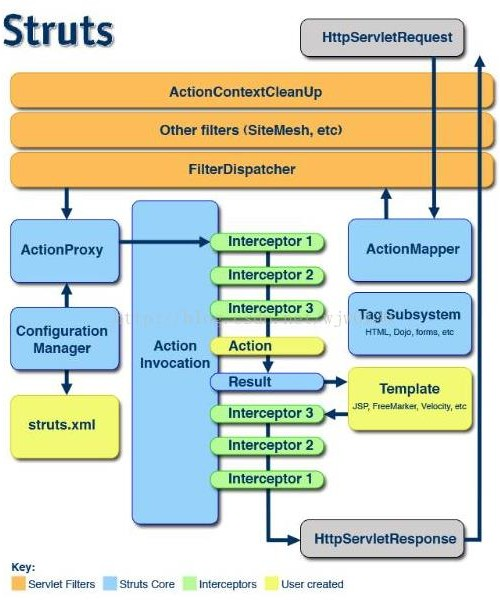 Struts
HttpServletRequest
ActionContextCleanUp
Other filters (SiteMesh, etc)
FilterDispatcher
ActionProxy
Interceptor 1
ActionMapper
Interceptor 2
Configuration
Manager
Interceptor 3
Tag Subsystem
HTML, Dojo, forms, etc
Action
Invocation
Action
Result
Template
JSP, FreeMarker, Velocity, etc
struts.xml
Interceptor 3
Interceptor 2
Interceptor 1
HttpServletResponse
Key:
Servlet Filters
Struts Core
Interceptors
User created